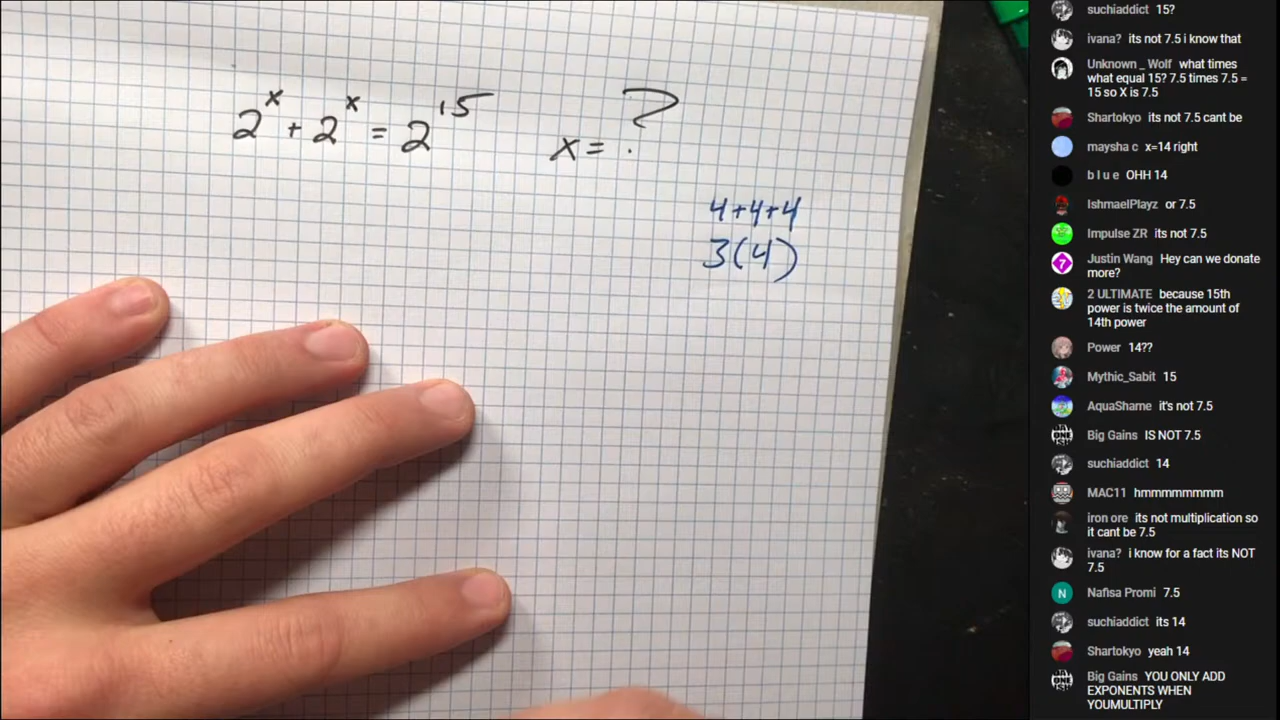 2^x + 2^x = 2^15 x = ?
4+4+4
3(4)
suchiaddict 15?
ivana? its not 7.5 i know that
Unknown _ Wolf what times
what equal 15? 7.5 times 7.5 =
15 so X is 7.5
Shartokyo its not 7.5 cant be
maysha c x=14 right
b l u e OHH 14
IshmaelPlayz or 7.5
Impulse ZR its not 7.5
Justin Wang Hey can we donate
more?
2 ULTIMATE because 15th
power is twice the amount of
14th power
Power 14??
Mythic_Sabit 15
AquaShame it's not 7.5
Big Gains IS NOT 7.5
suchiaddict 14
MAC11 hmmmmmmmm
iron ore its not multiplication so
it cant be 7.5
ivana? i know for a fact its NOT
7.5
N Nafisa Promi 7.5
suchiaddict its 14
Shartokyo yeah 14
Big Gains YOU ONLY ADD
EXPONENTS WHEN
YOUMULTIPLY